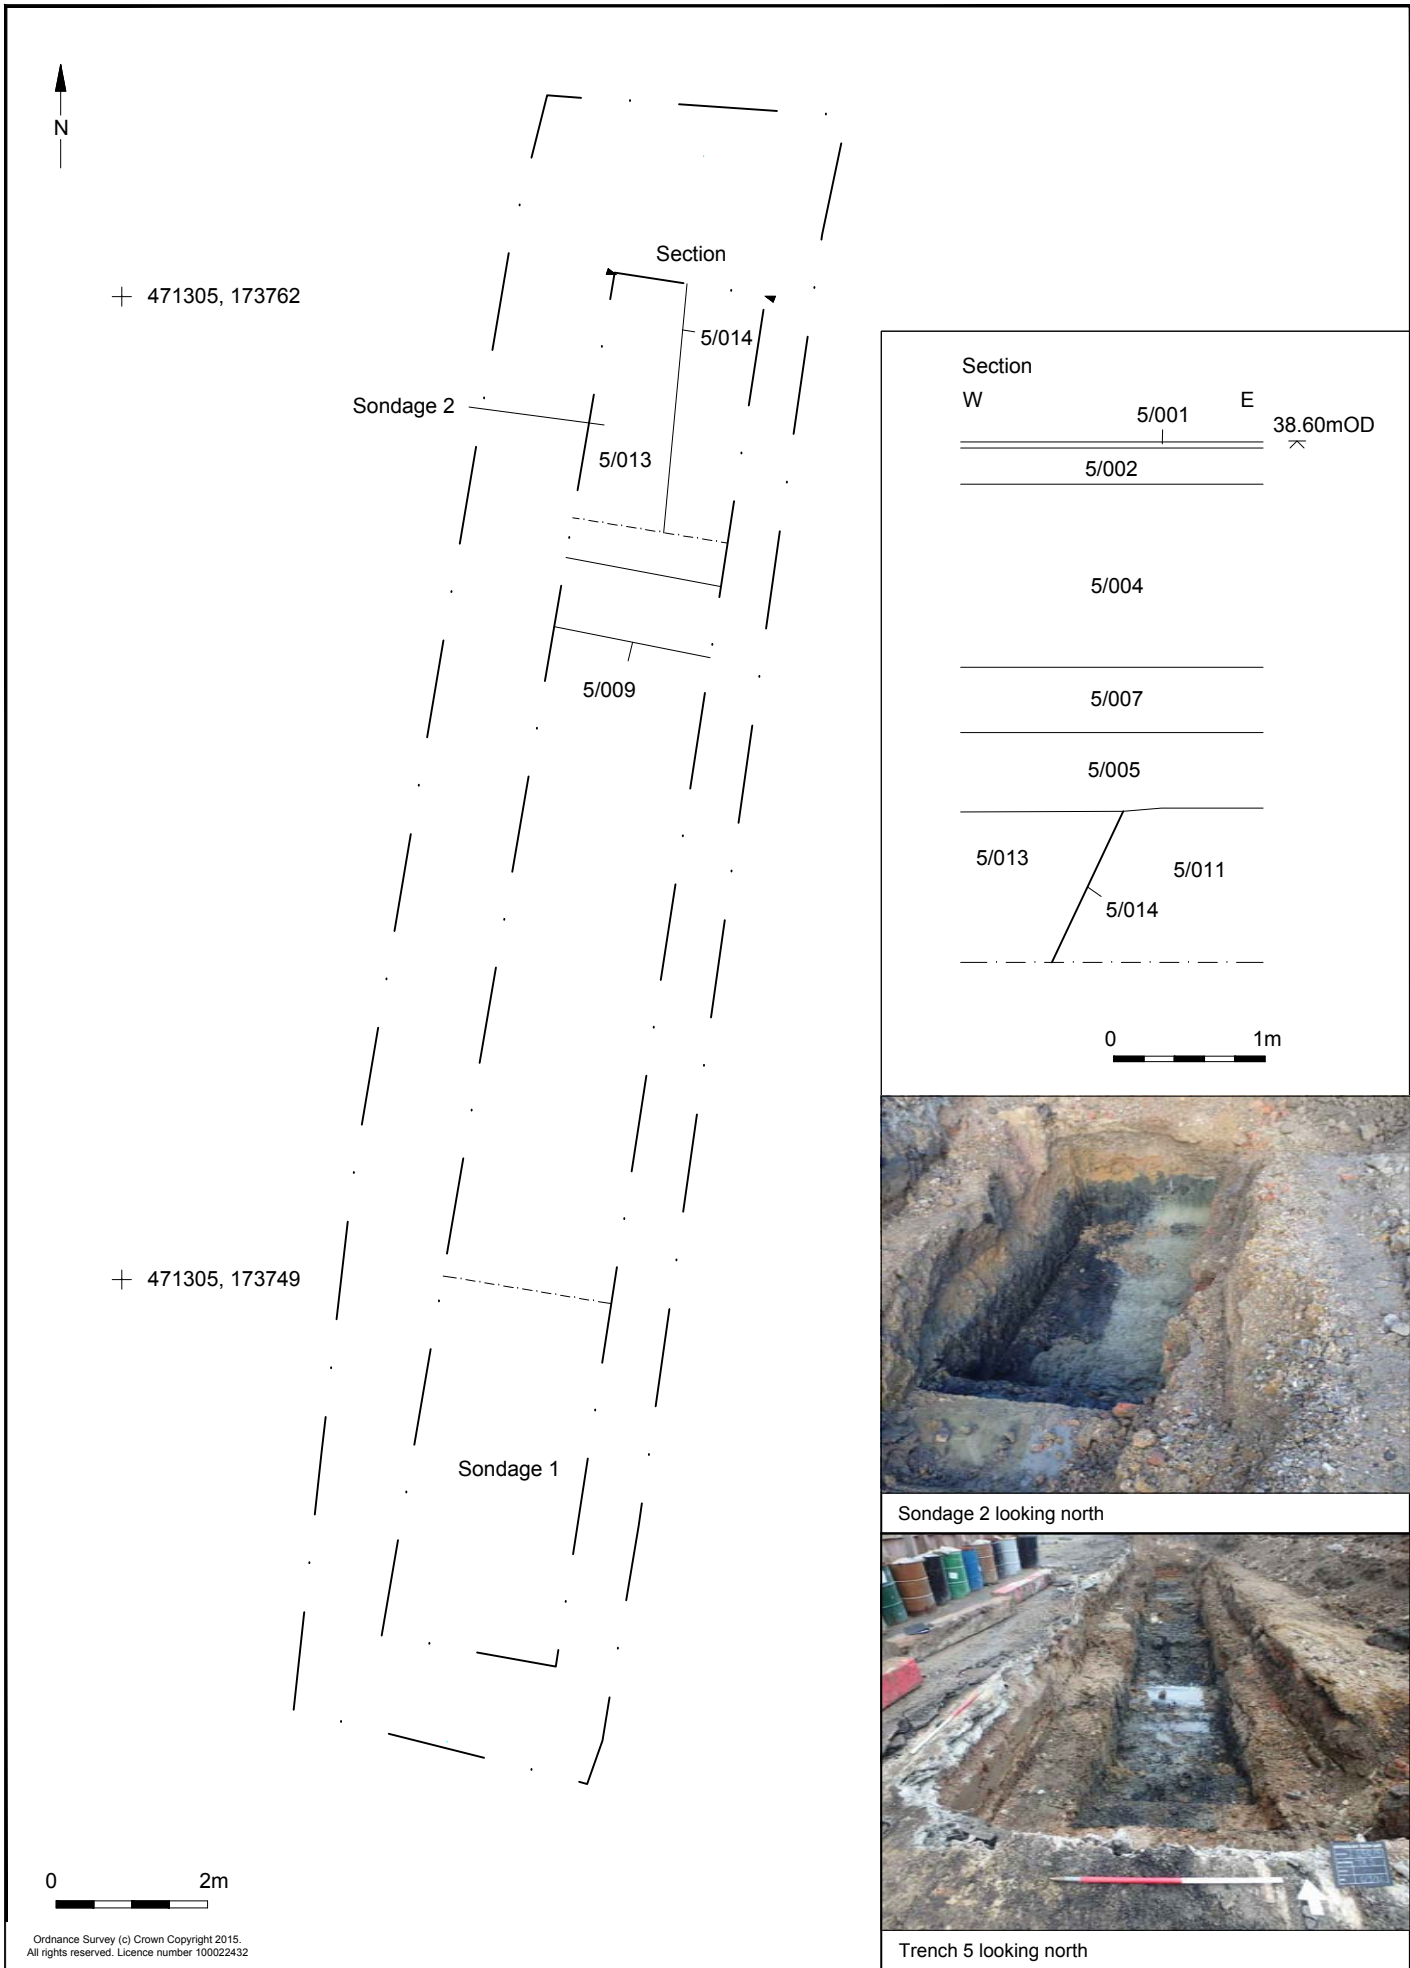 N
Section
471305, 173762
5/014
Sondage 2
5/013
5/009
471305, 173749
Sondage 1
0 2m
Ordnance Survey (c) Crown Copyright 2015.
All rights reserved. Licence number 100022432
Section
W E
5/001
38.60mOD
5/002
5/004
5/007
5/005
5/013
5/011
5/014
0 1m
Sondage 2 looking north
Trench 5 looking north